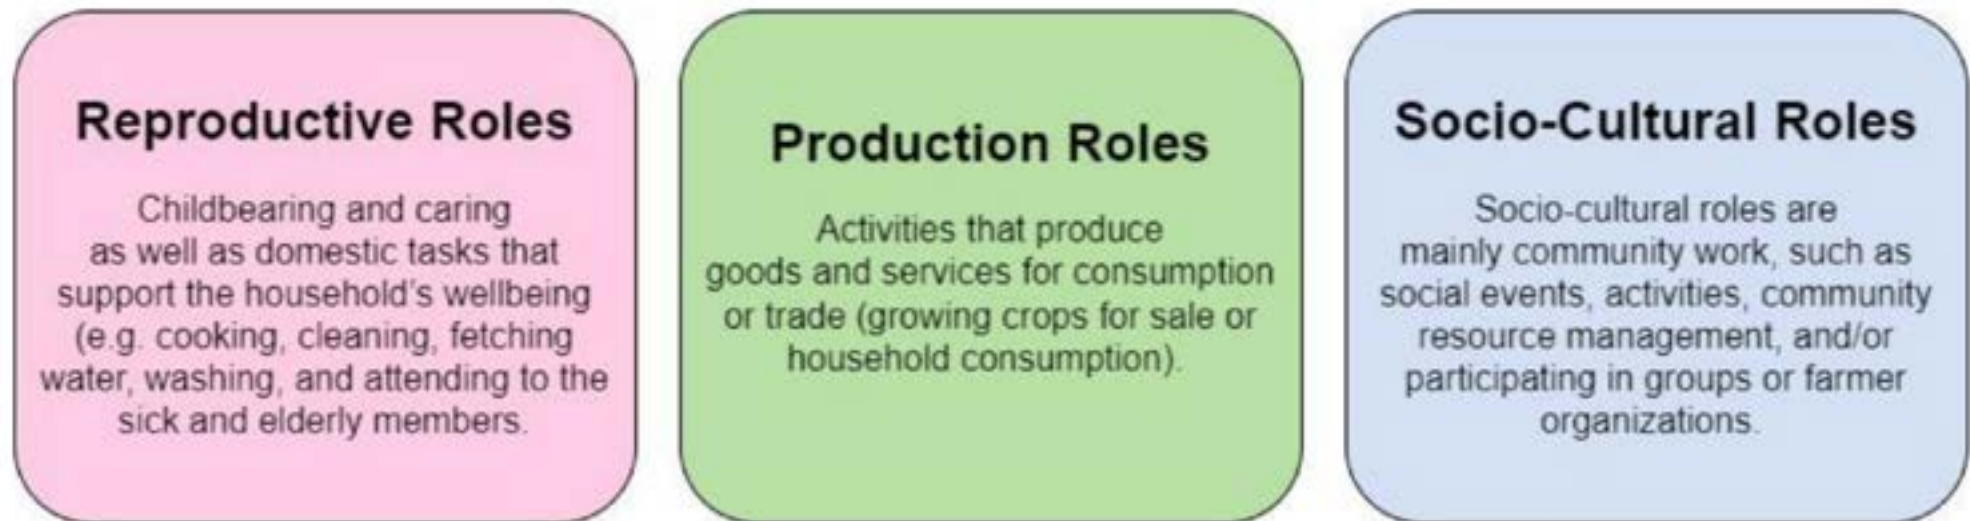 Reproductive Roles
Childbearing and caring
as well as domestic tasks that
support the household's wellbeing
(e.g. cooking, cleaning, fetching
water, washing, and attending to the
sick and elderly members.
Production Roles
Activities that produce
goods and services for consumption
or trade (growing crops for sale or
household consumption).
Socio-Cultural Roles
Socio-cultural roles are
mainly community work, such as
social events, activities, community
resource management, and/or
participating in groups or farmer
organizations.